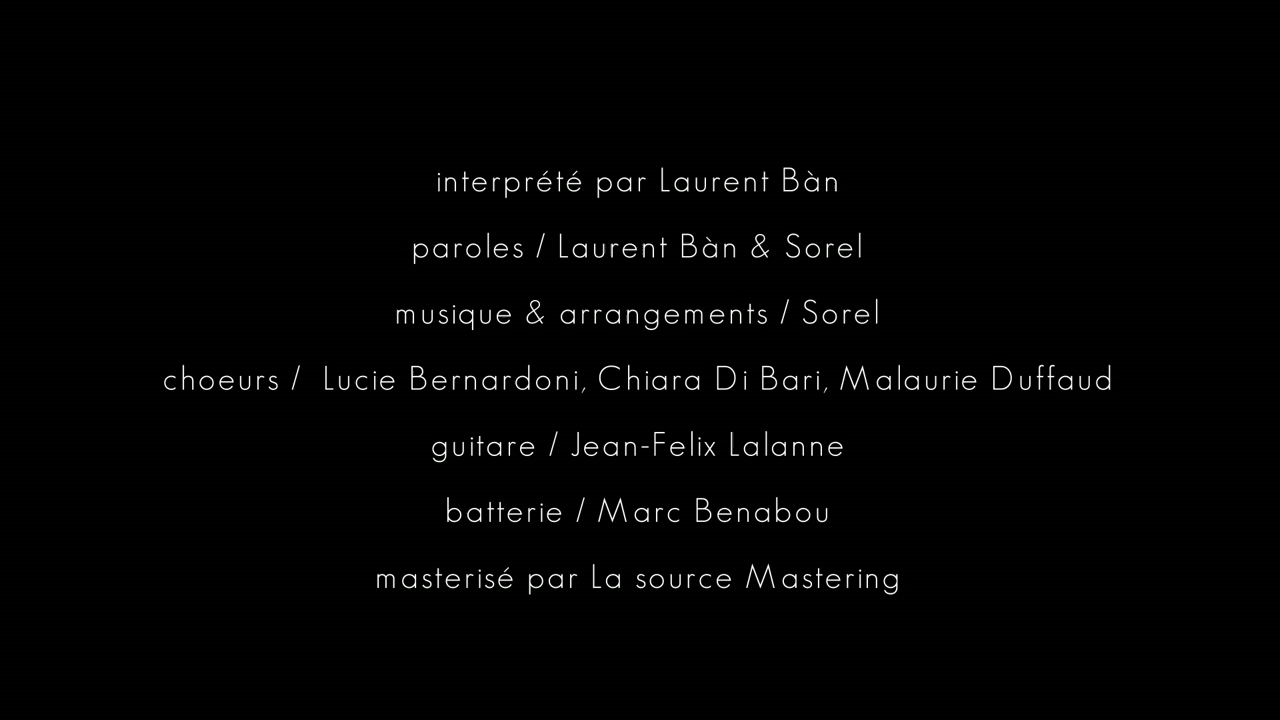 interprété par Laurent Bàn
paroles / Laurent Bàn & Sorel
musique & arrangements / Sorel
choeurs / Lucie Bernardoni, Chiara Di Bari, Malaurie Duffaud
guitare / Jean-Felix Lalanne
batterie / Marc Benabou
masterisé par La source Mastering